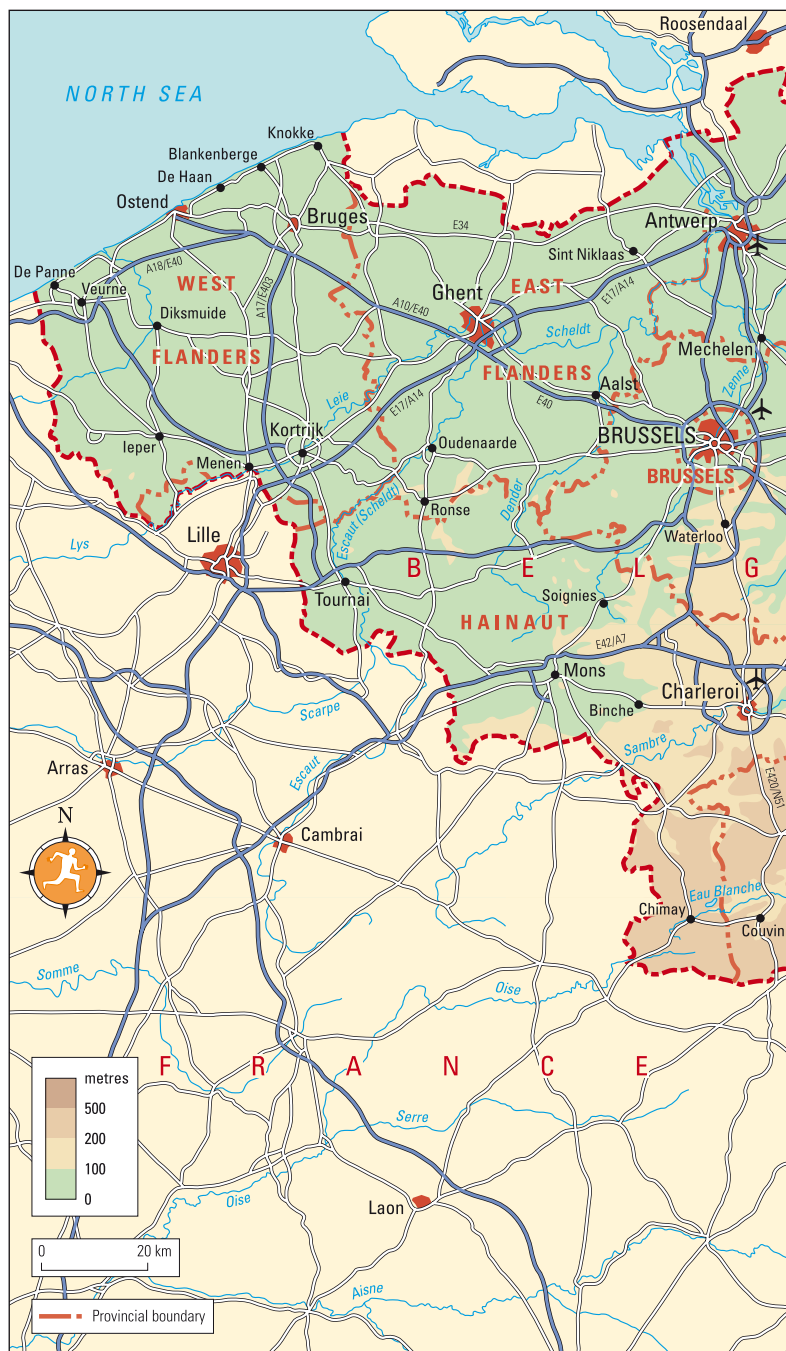 Roosendaal
NORTH SEA
Knokke
Blankenberge
De Haan
Ostend
Bruges
Antwerp
E34
Sint Niklaas
A18/E40
De Panne
WEST
A17/E403
Ghent
EAST
Veurne
A10/E40
E17/A14
Diksmuide
Scheldt
Mechelen
FLANDERS
FLANDERS
Zenne
Leie
E17/A14
Aalst
E40
Kortrijk
BRUSSELS
Ieper
Oudenaarde
Menen
BRUSSELS
Escaut (Scheldt)
Dender
Ronse
Lille
Waterloo
Lys
B E L G
Tournai
Soignies
HAINAUT
E42/A7
Mons
Charleroi
Binche
Scarpe
Sambre
Arras
Escaut
E420/N51
N
Cambrai
Eau Blanche
Chimay
Couvin
Somme
Oise
F R A N C E
metres
500
200
100
0
Serre
Oise
Laon
0 20 km
Aisne
Provincial boundary